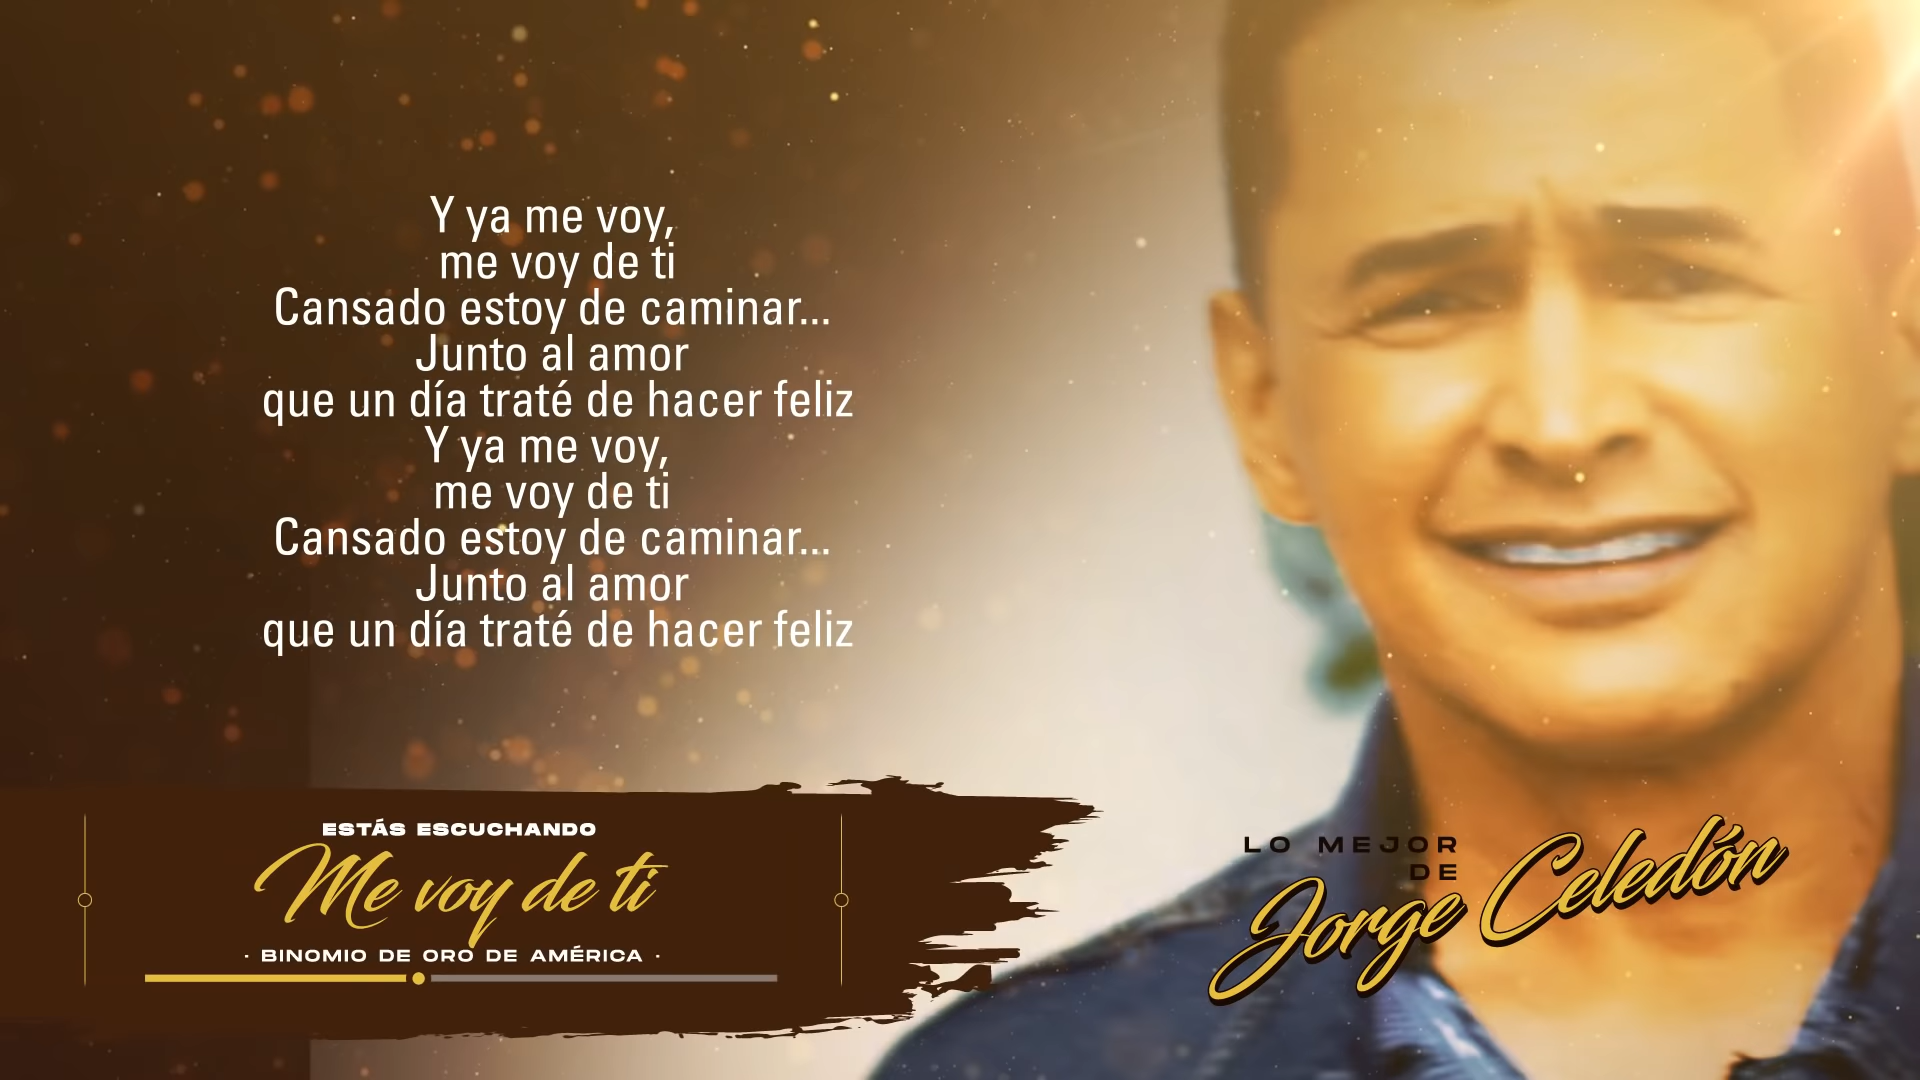 Y ya me voy,
me voy de ti
Cansado estoy de caminar...
Junto al amor
que un día traté de hacer feliz
Y ya me voy,
me voy de ti
Cansado estoy de caminar...
Junto al amor
que un día traté de hacer feliz
ESTÁS ESCUCHANDO
Me voy de ti
· BINOMIO DE ORO DE AMÉRICA ·
LO MEJOR
DE
Jorge Celedón